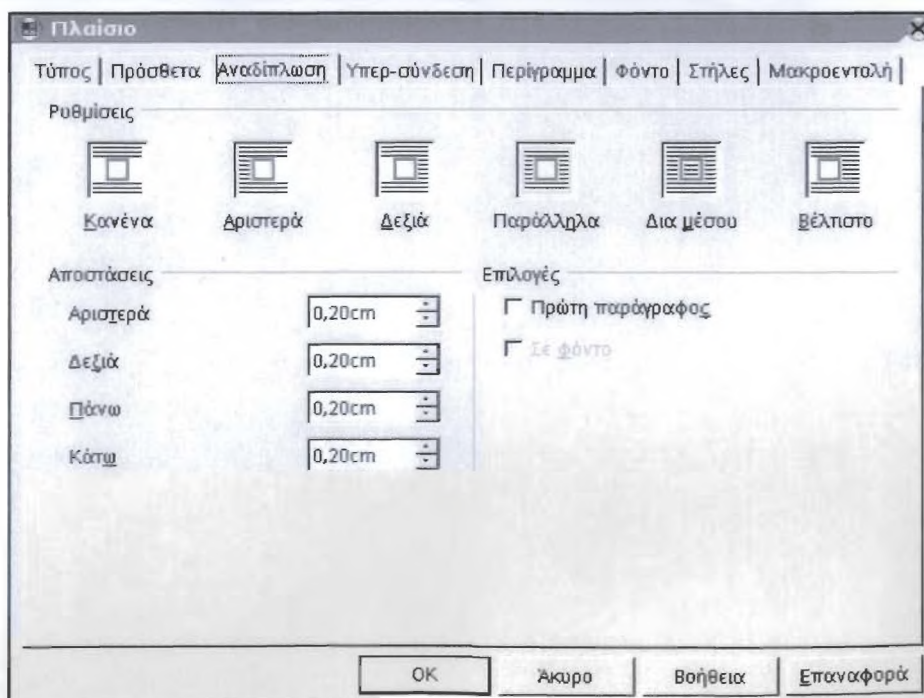 Πλαίσιο
Τύπος Πρόσθετα Αναδίπλωση Υπερ-σύνδεση Περίγραμμα Φόντο Στήλες Μακροεντολή
Ρυθμίσεις
Κανένα Αριστερά Δεξιά Παράλληλα Δια μέσου Βέλτιστο
Αποστάσεις Επιλογές
Αριστερά 0,20cm Πρώτη παράγραφος
Δεξιά 0,20cm Σε φόντο
Πάνω 0,20cm
Κάτω 0,20cm
OK Άκυρο Βοήθεια Επαναφορά